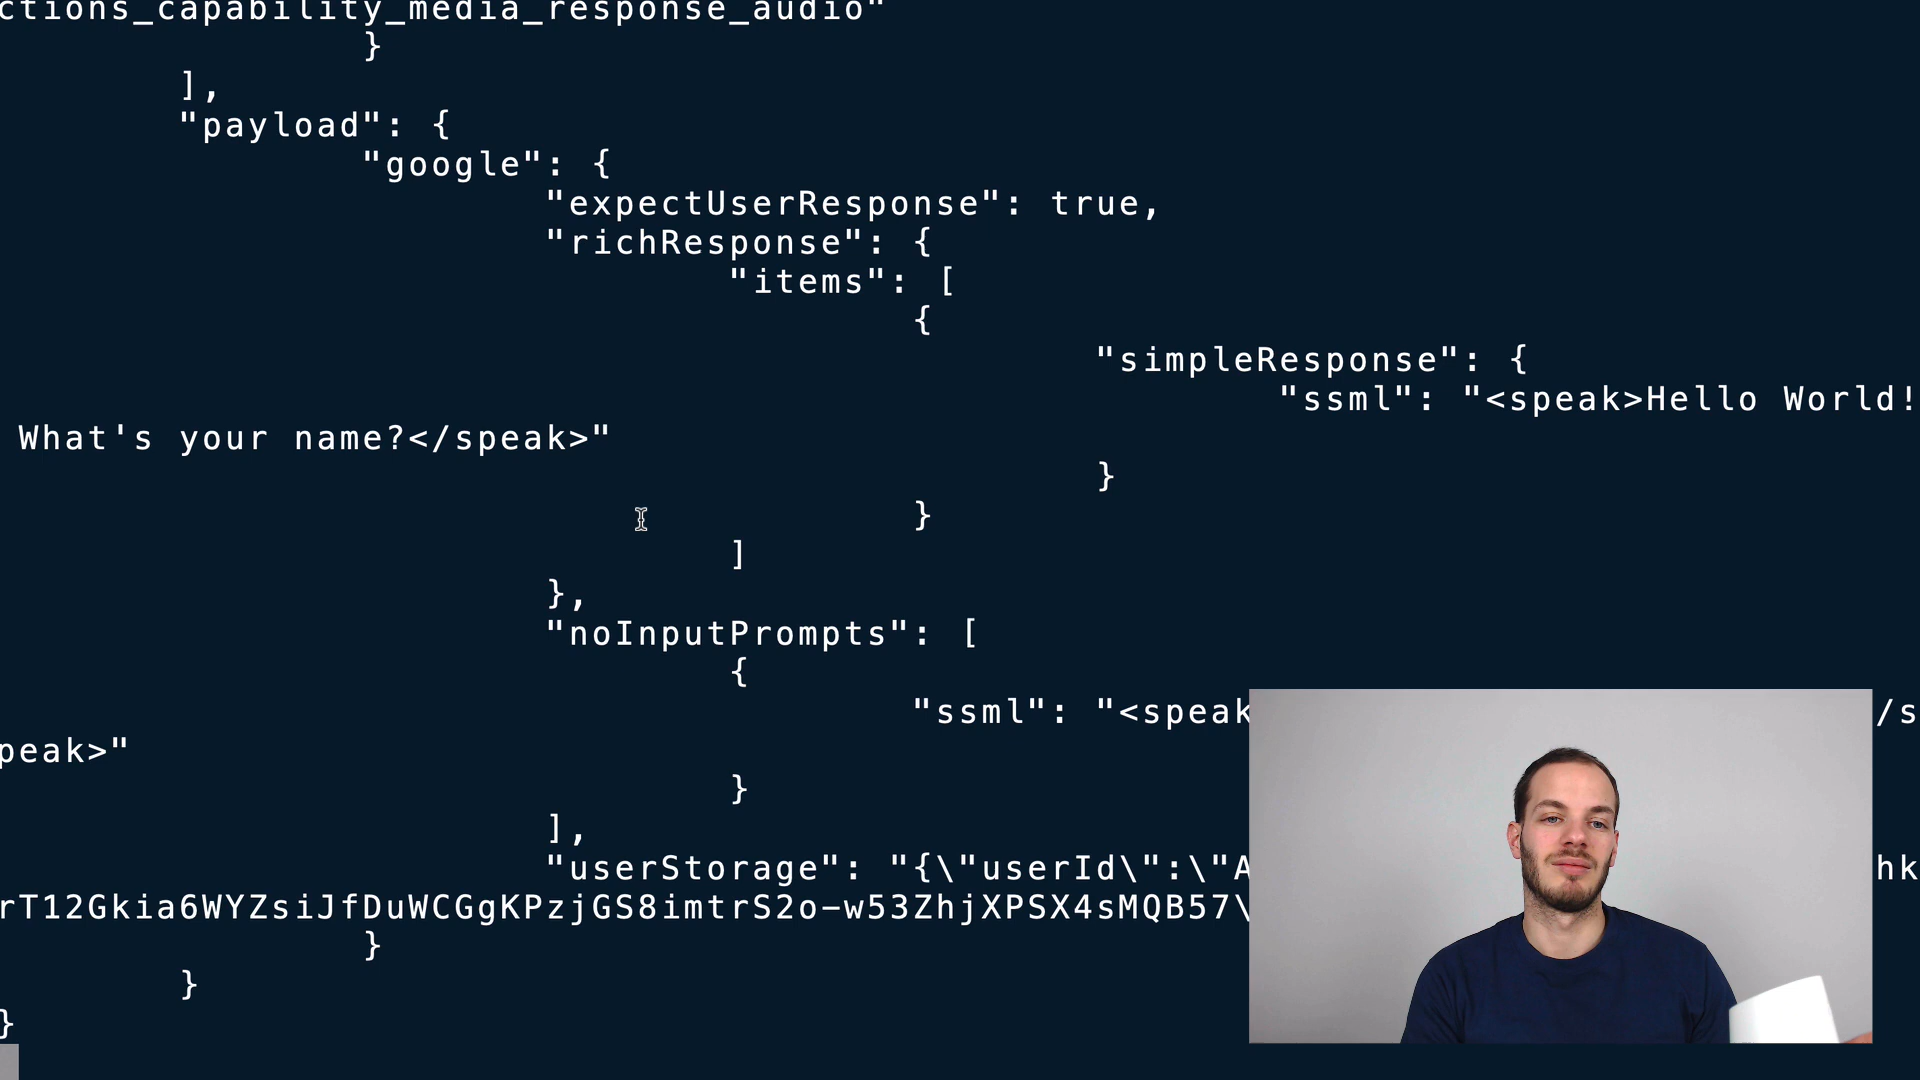 ctions_capability_media_response_audio"
}
],
"payload": {
"google": {
"expectUserResponse": true,
"richResponse": {
"items": [
{
"simpleResponse": {
"ssml": "<speak>Hello World!
What's your name?</speak>"
}
}
]
},
"noInputPrompts": [
{
"ssml": "<speak /s
peak>"
}
],
"userStorage": "{\"userId\":\"A hk
rT12Gkia6WYZsiJfDuWCGgKPzjGS8imtrS2o-w53ZhjXPSX4sMQB57\
}
}
}